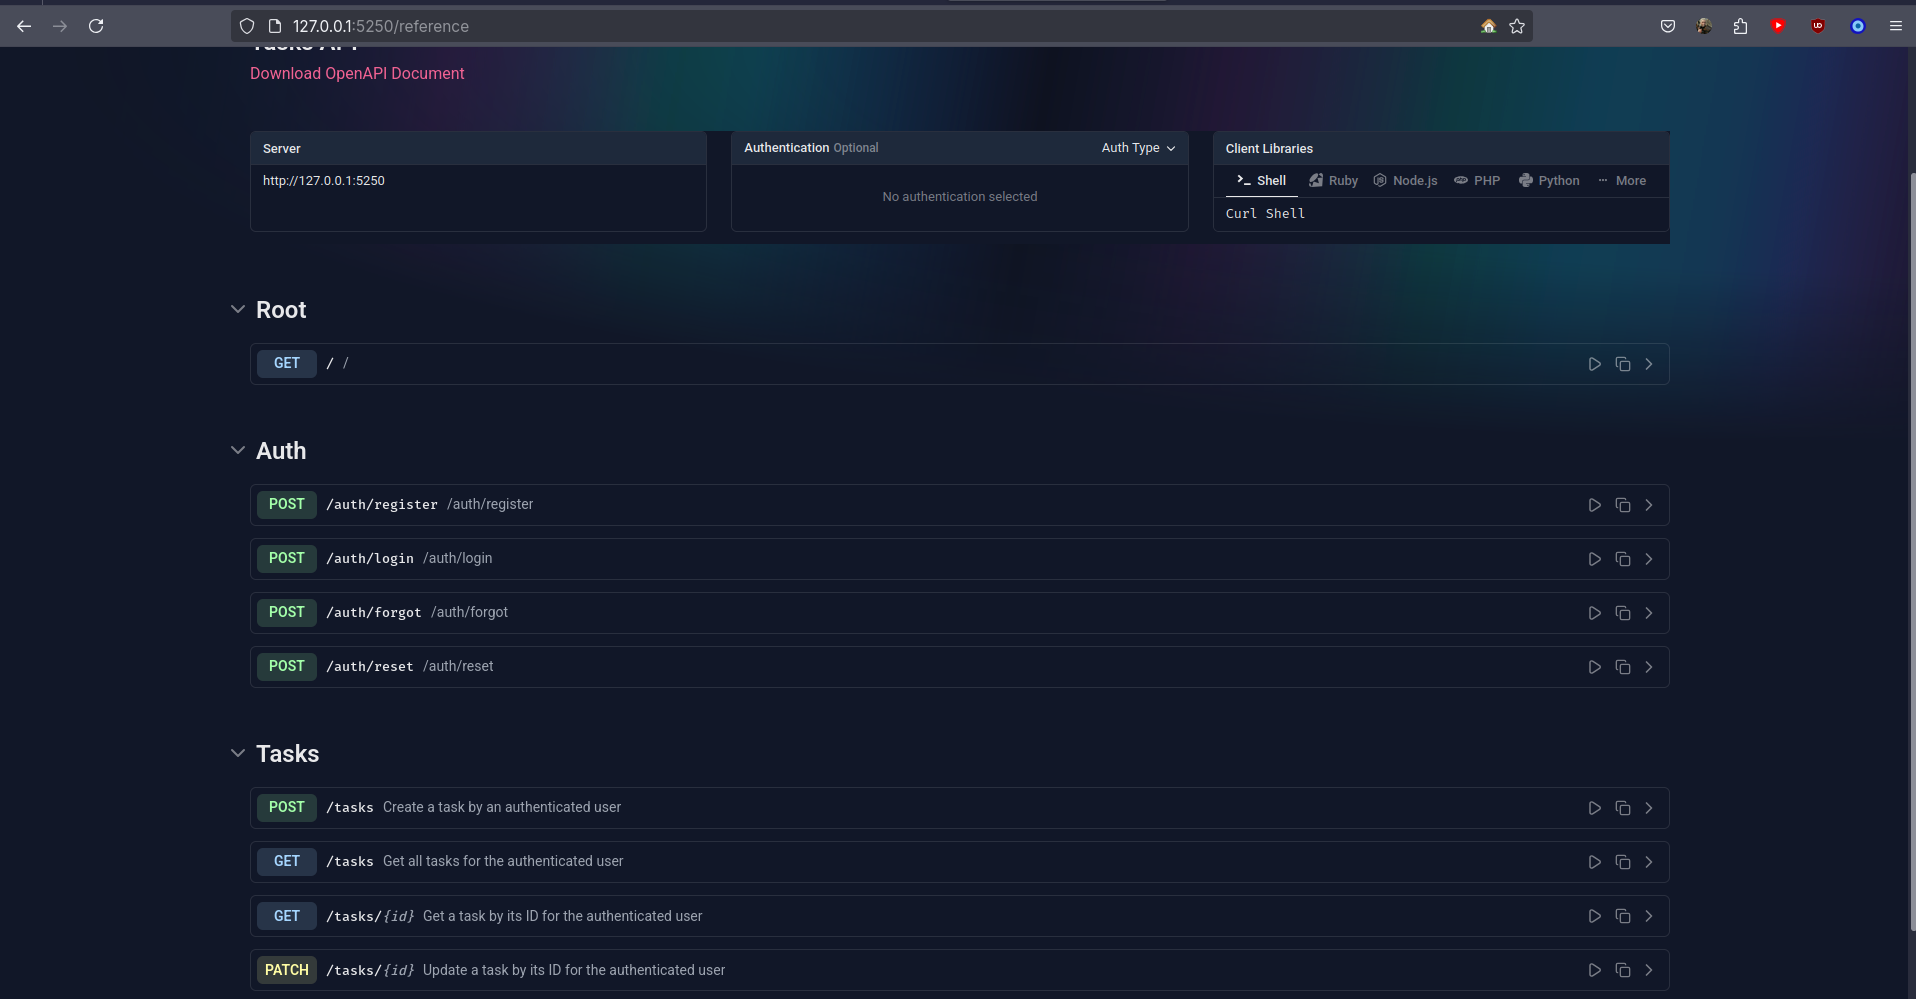 127.0.0.1:5250/reference
Tasks API
Download OpenAPI Document
Server
http://127.0.0.1:5250
Authentication Optional
Auth Type
No authentication selected
Client Libraries
Shell Ruby Node.js PHP Python More
Curl Shell
Root
GET / /
Auth
POST /auth/register /auth/register
POST /auth/login /auth/login
POST /auth/forgot /auth/forgot
POST /auth/reset /auth/reset
Tasks
POST /tasks Create a task by an authenticated user
GET /tasks Get all tasks for the authenticated user
GET /tasks/{id} Get a task by its ID for the authenticated user
PATCH /tasks/{id} Update a task by its ID for the authenticated user